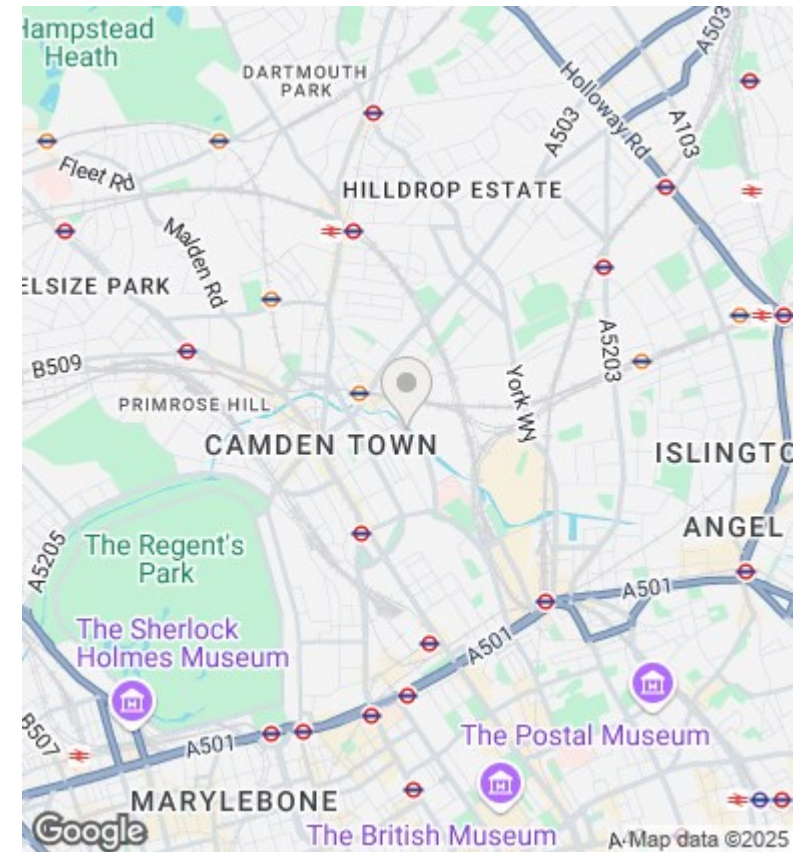 Hampstead
Heath
DARTMOUTH
PARK
Holloway Rd
A503
A503
A103
Fleet Rd
HILLDROP ESTATE
Malden Rd
ELSIZE PARK
A5203
B509
York WY
PRIMROSE HILL
CAMDEN TOWN
ISLINGTO
ANGEL
The Regent's
Park
A5205
A501
The Sherlock
Holmes Museum
A501
B507
A501
The Postal Museum
MARYLEBONE
The British Museum
Google
Map data ©2025